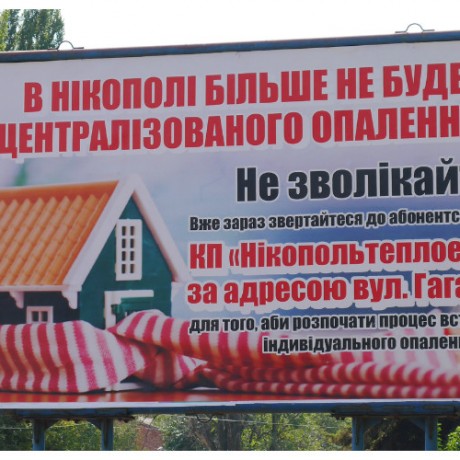 В НІКОПОЛІ БІЛЬШЕ НЕ БУДЕ
ЦЕНТРАЛІЗОВАНОГО ОПАЛЕНН
Не зволікай
Вже зараз звертайтеся до абонентс
КП «Нікопольтеплое
за адресою вул. Гага
для того, аби розпочати процес вст
індивідуального опален